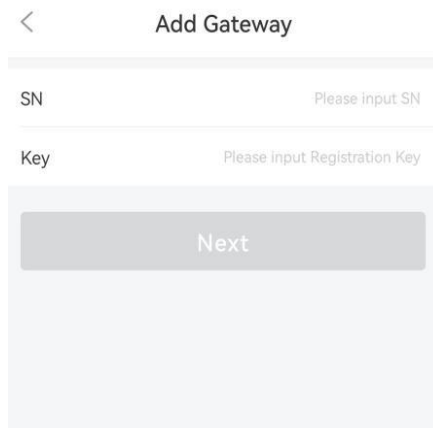 Add Gateway
SN Please input SN
Key Please input Registration Key
Next